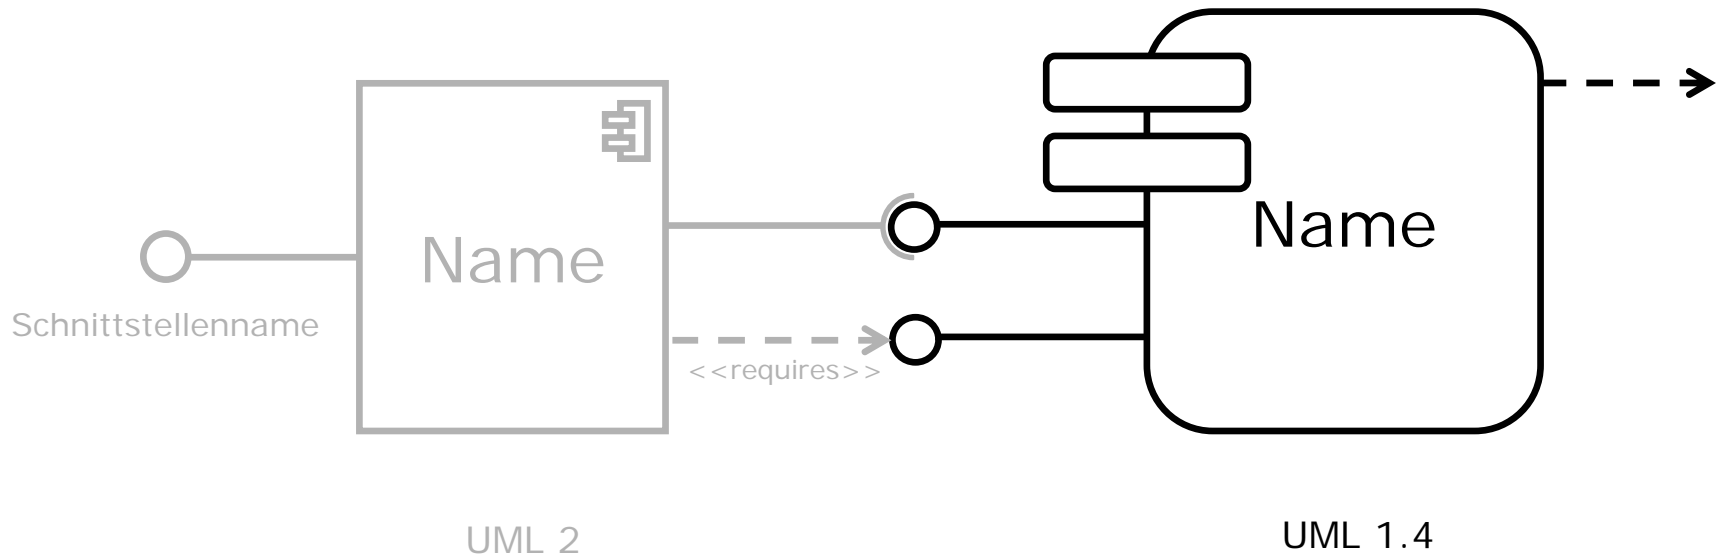 Name
Name
Schnittstellenname
<<requires>>
UML 2
UML 1.4